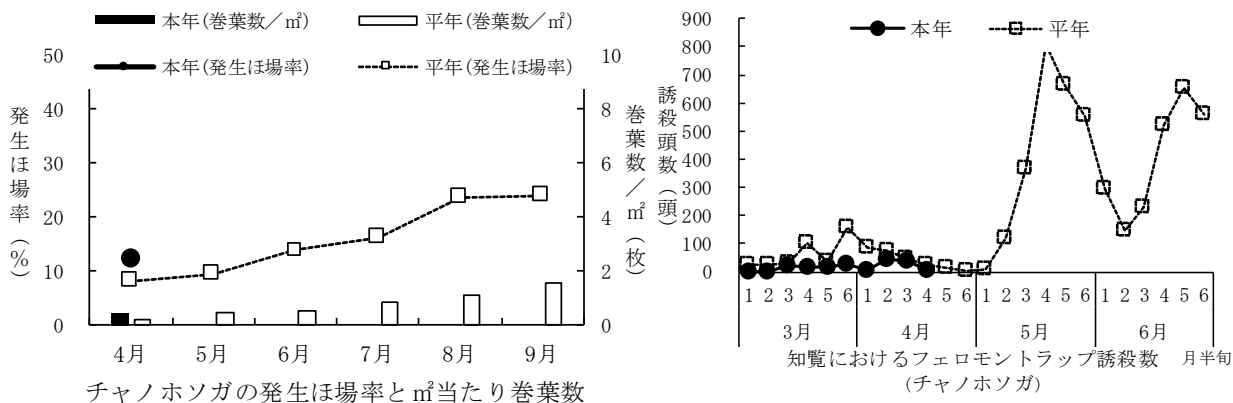 本年(巻葉数／㎡) 平年(巻葉数／㎡)
本年(発生ほ場率) 平年(発生ほ場率)
発生ほ場率(%)
50
40
30
20
10
0
10
8
6
4
2
0
巻葉数／㎡(枚)
4月 5月 6月 7月 8月 9月
チャノホソガの発生ほ場率と㎡当たり巻葉数
本年 平年
誘殺頭数(頭)
900
800
700
600
500
400
300
200
100
0
1 2 3 4 5 6 1 2 3 4 5 6 1 2 3 4 5 6 1 2 3 4 5 6
3月 4月 5月 6月
知覧におけるフェロモントラップ誘殺数 月半旬
(チャノホソガ)